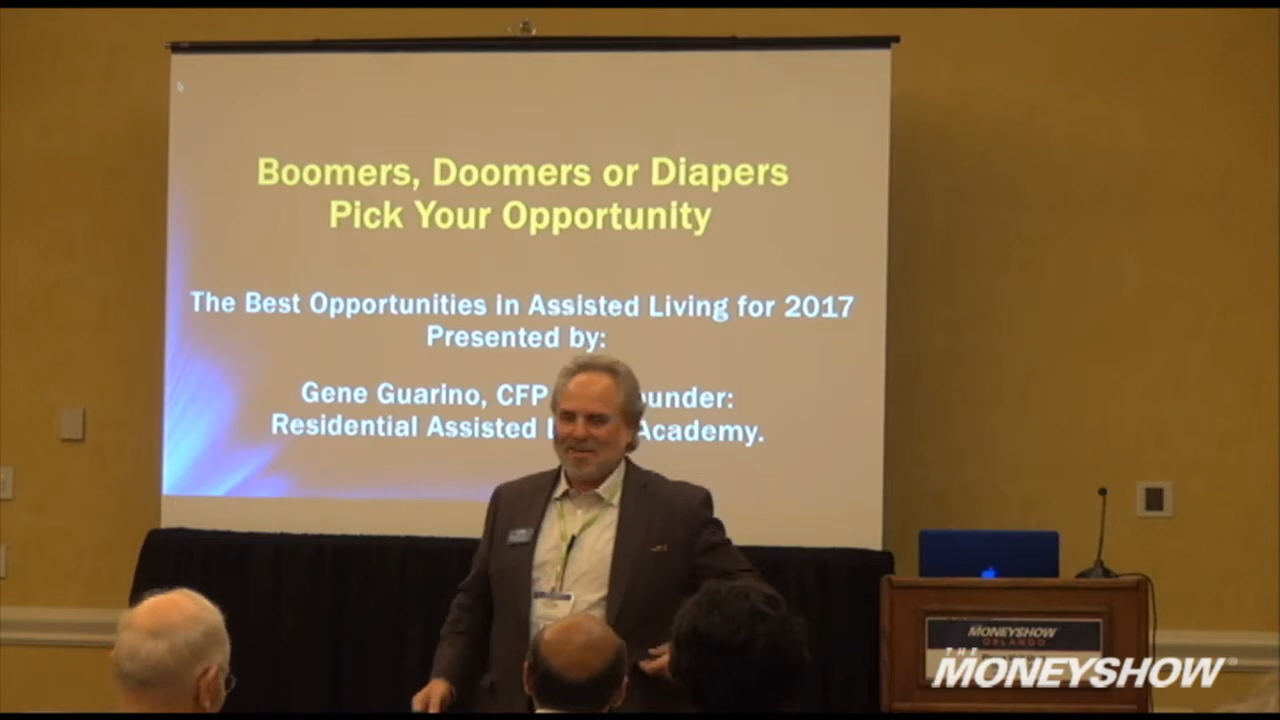 Boomers, Doomers or Diapers
Pick Your Opportunity
The Best Opportunities in Assisted Living for 2017
Presented by:
Gene Guarino, CFP ounder:
Residential Assisted Academy.
MONEYSHOW
ORLANDO
THE
MONEYSHOW